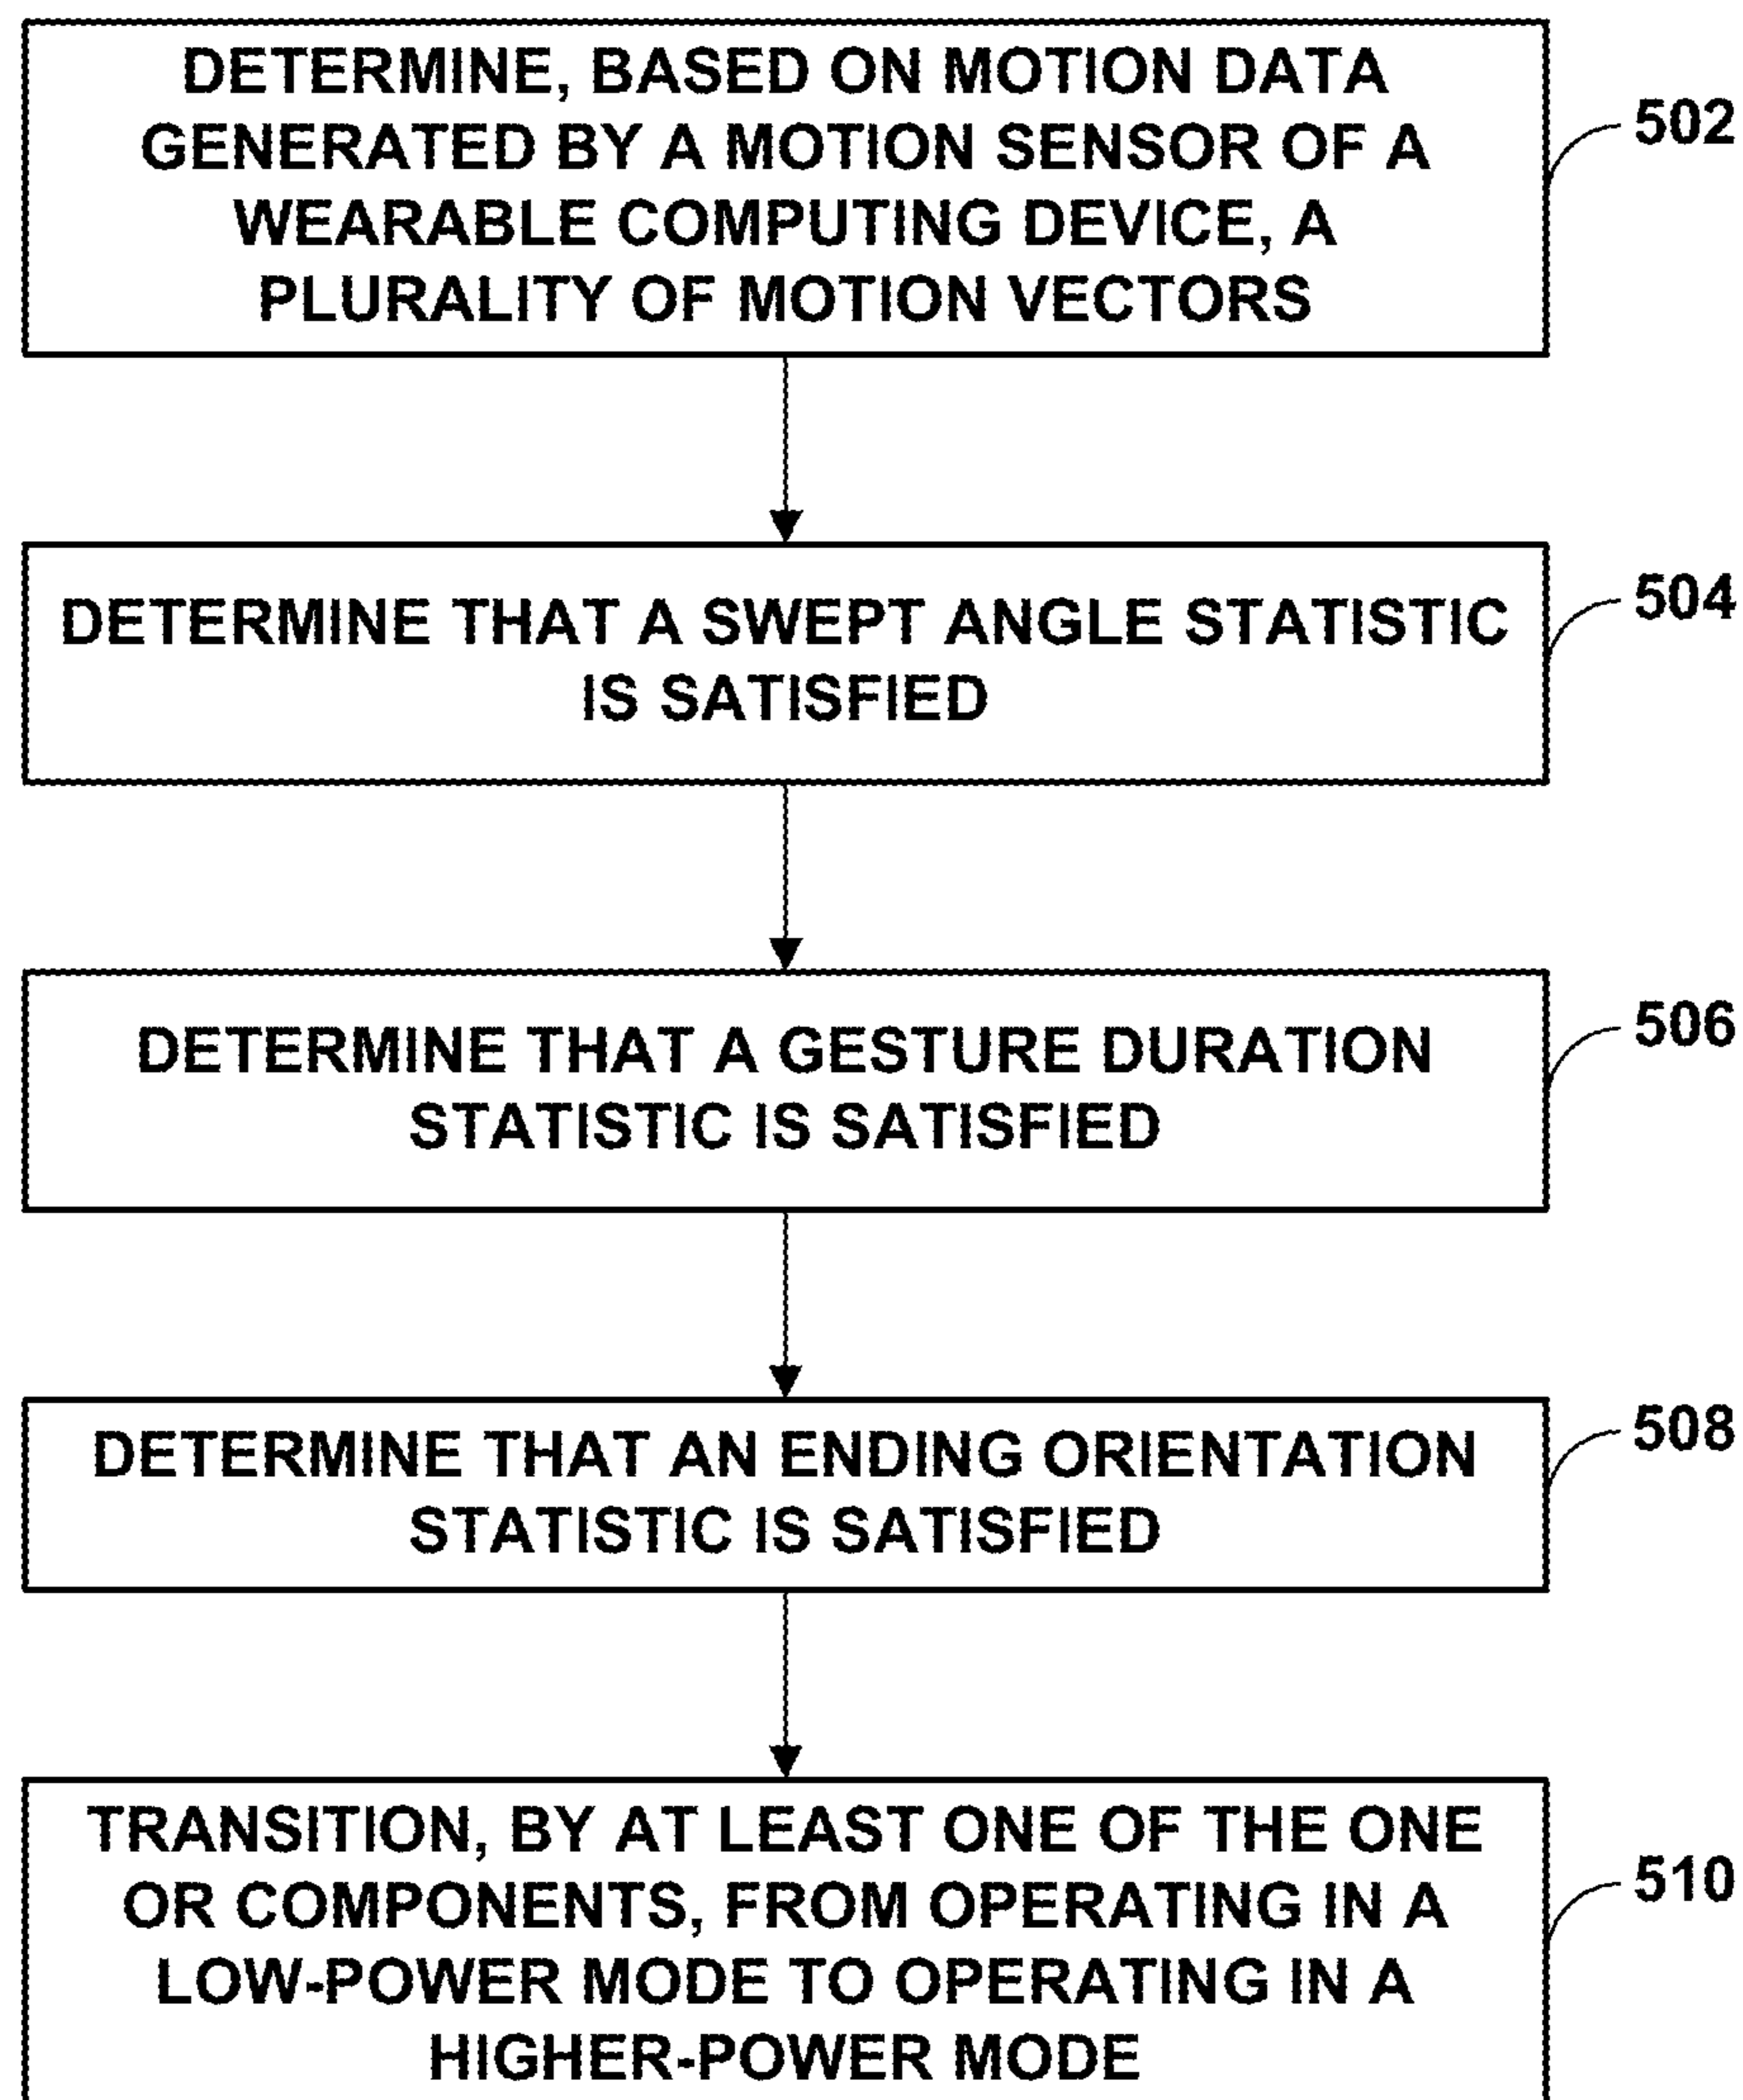 DETERMINE, BASED ON MOTION DATA
GENERATED BY A MOTION SENSOR OF A
WEARABLE COMPUTING DEVICE, A
PLURALITY OF MOTION VECTORS
502
DETERMINE THAT A SWEPT ANGLE STATISTIC
IS SATISFIED
504
DETERMINE THAT A GESTURE DURATION
STATISTIC IS SATISFIED
506
DETERMINE THAT AN ENDING ORIENTATION
STATISTIC IS SATISFIED
508
TRANSITION, BY AT LEAST ONE OF THE ONE
OR COMPONENTS, FROM OPERATING IN A
LOW-POWER MODE TO OPERATING IN A
HIGHER-POWER MODE
510